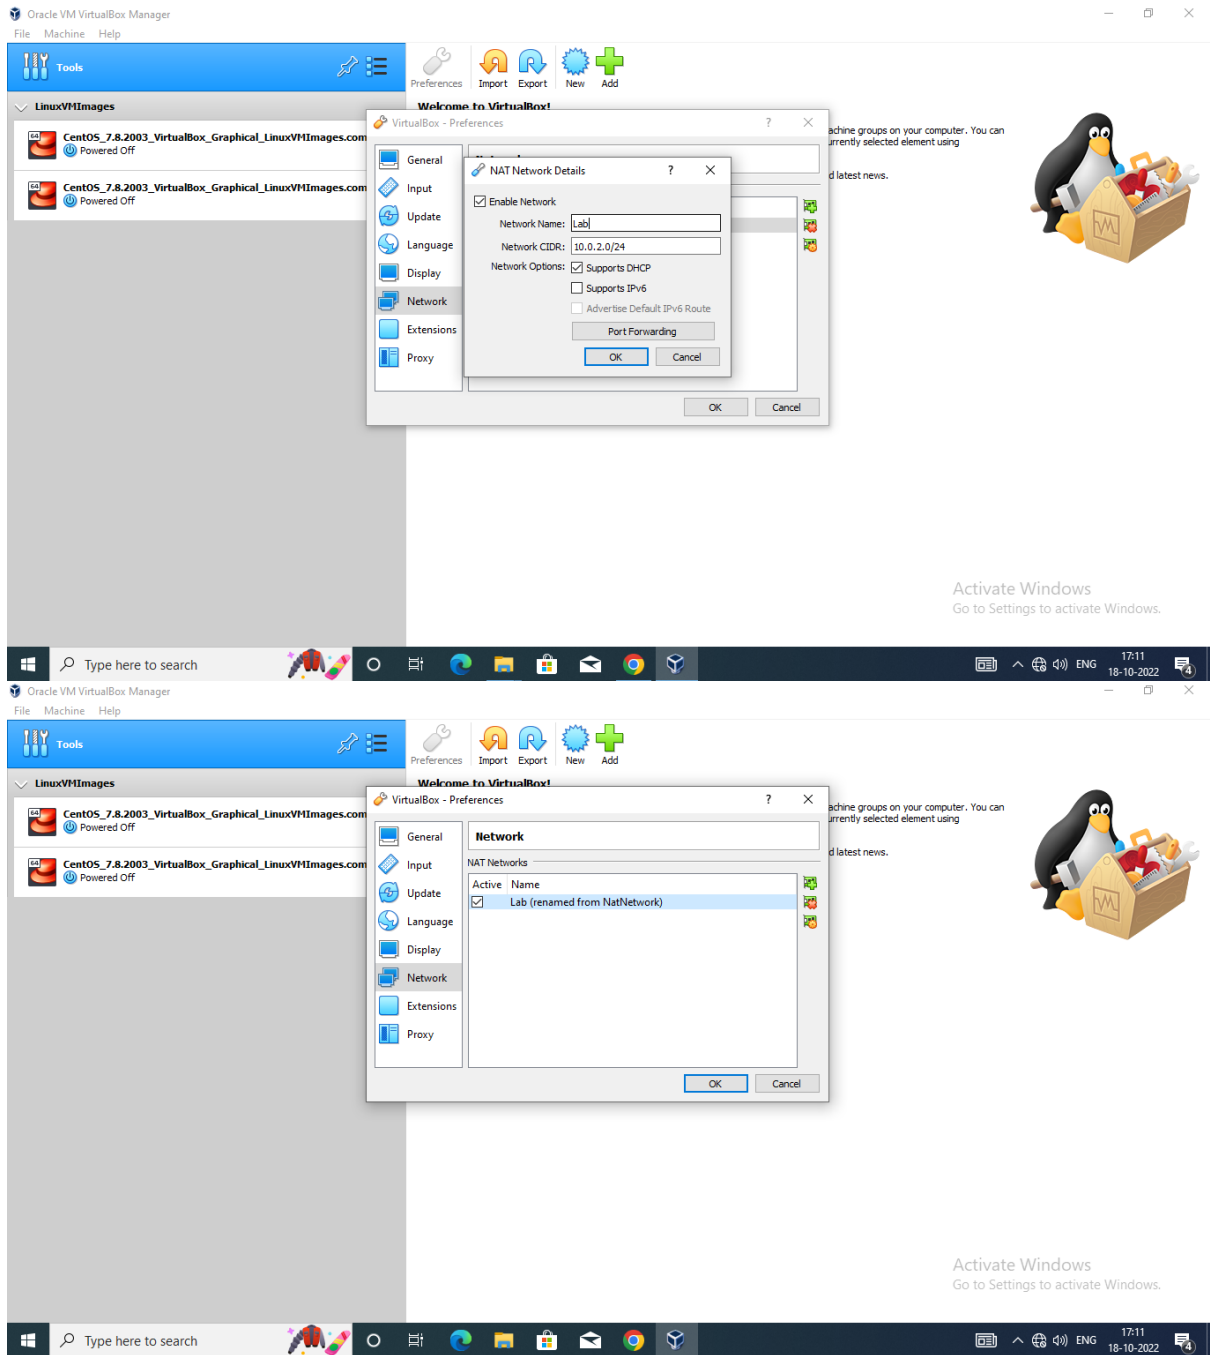 Oracle VM VirtualBox Manager
File Machine Help
Tools
Preferences Import Export New Add
LinuxVMImages
64 CentOS_7.8.2003_VirtualBox_Graphical_LinuxVMImages.com
Powered Off
64 CentOS_7.8.2003_VirtualBox_Graphical_LinuxVMImages.com
Powered Off
Welcome to VirtualBox!
achine groups on your computer. You can
urrently selected element using
d latest news.
VirtualBox - Preferences ?
General
Input
Update
Language
Display
Network
Extensions
Proxy
NAT Network Details ?
Enable Network
Network Name: Lab
Network CIDR: 10.0.2.0/24
Network Options: Supports DHCP
Supports IPv6
Advertise Default IPv6 Route
Port Forwarding
OK Cancel
OK Cancel
Activate Windows
Go to Settings to activate Windows.
Type here to search
ENG
17:11
18-10-2022
4
Oracle VM VirtualBox Manager
File Machine Help
Tools
Preferences Import Export New Add
LinuxVMImages
64 CentOS_7.8.2003_VirtualBox_Graphical_LinuxVMImages.com
Powered Off
64 CentOS_7.8.2003_VirtualBox_Graphical_LinuxVMImages.com
Powered Off
Welcome to VirtualBox!
achine groups on your computer. You can
urrently selected element using
d latest news.
VirtualBox - Preferences ?
General
Input
Update
Language
Display
Network
Extensions
Proxy
Network
NAT Networks
Active Name
Lab (renamed from NatNetwork)
OK Cancel
Activate Windows
Go to Settings to activate Windows.
Type here to search
ENG
17:11
18-10-2022
4